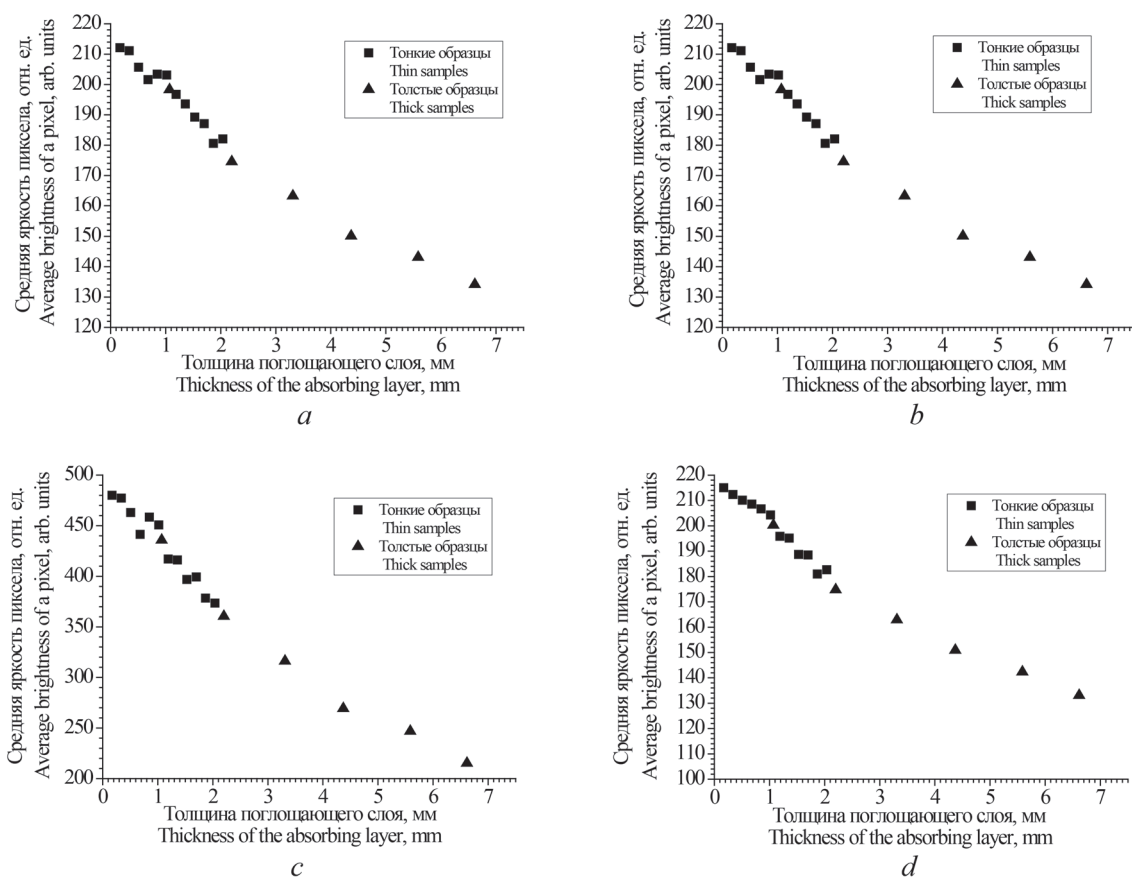 220
210
200
190
180
170
160
150
140
130
120
Средняя яркость пиксела, отн. ед.
Average brightness of a pixel, arb. units
Тонкие образцы
Thin samples
Толстые образцы
Thick samples
0 1 2 3 4 5 6 7
Толщина поглощающего слоя, мм
Thickness of the absorbing layer, mm
a
220
210
200
190
180
170
160
150
140
130
120
Средняя яркость пиксела, отн. ед.
Average brightness of a pixel, arb. units
Тонкие образцы
Thin samples
Толстые образцы
Thick samples
0 1 2 3 4 5 6 7
Толщина поглощающего слоя, мм
Thickness of the absorbing layer, mm
b
500
450
400
350
300
250
200
Средняя яркость пиксела, отн. ед.
Average brightness of a pixel, arb. units
Тонкие образцы
Thin samples
Толстые образцы
Thick samples
0 1 2 3 4 5 6 7
Толщина поглощающего слоя, мм
Thickness of the absorbing layer, mm
c
220
210
200
190
180
170
160
150
140
130
120
110
100
Средняя яркость пиксела, отн. ед.
Average brightness of a pixel, arb. units
Тонкие образцы
Thin samples
Толстые образцы
Thick samples
0 1 2 3 4 5 6 7
Толщина поглощающего слоя, мм
Thickness of the absorbing layer, mm
d